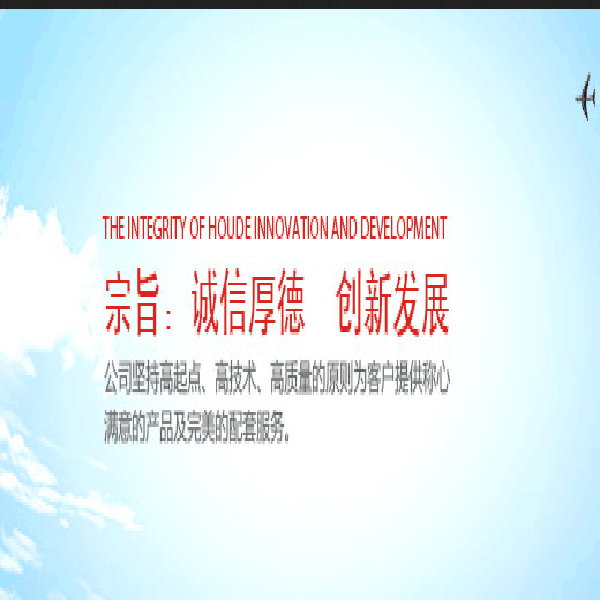 THE INTEGRITY OF HOUDE INNOVATION AND DEVELOPMENT
宗旨：诚信厚德　创新发展
公司坚持高起点、高技术、高质量的原则为客户提供称心
满意的产品及完美的配套服务。